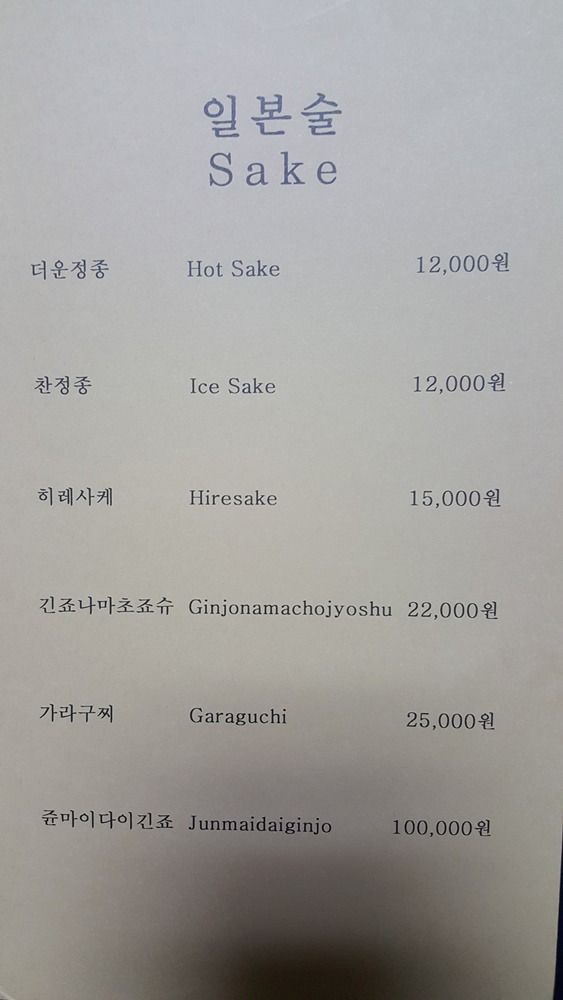 일본술
Sake
더운정종 Hot Sake 12,000원
찬정종 Ice Sake 12,000원
히레사케 Hiresake 15,000원
긴죠나마초죠슈 Ginjonamachojyoshu 22,000원
가라구찌 Garaguchi 25,000원
쥰마이다이긴죠 Junmaidaiginjo 100,000원